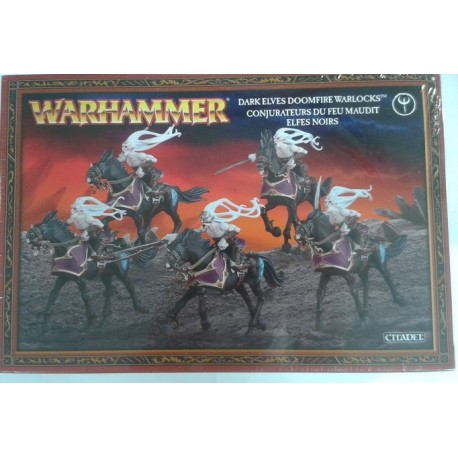 WARHAMMER®
DARK ELVES DOOMFIRE WARLOCKS™
CONJURATEURS DU FEU MAUDIT
ELFES NOIRS
CITADEL